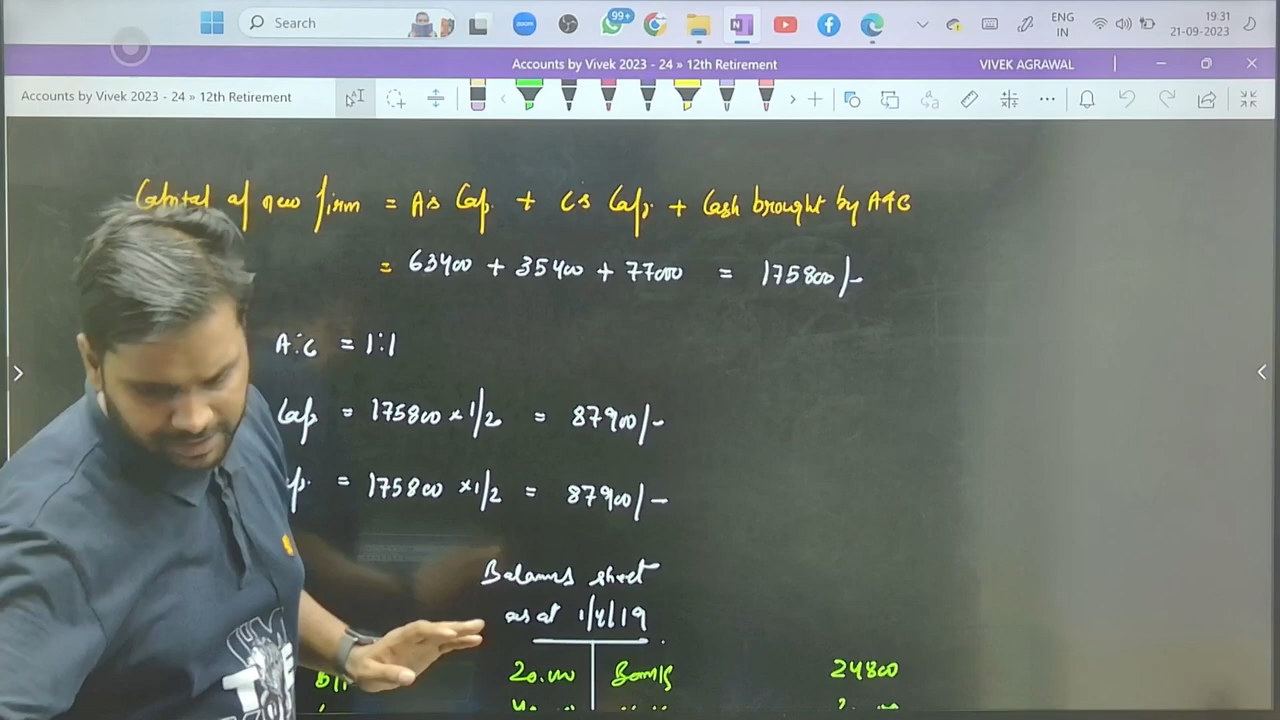 Search
zoom
99+
ENG
IN
19:31
21-09-2023
Accounts by Vivek 2023 - 24 » 12th Retirement
VIVEK AGRAWAL
Accounts by Vivek 2023 - 24 » 12th Retirement
Capital of new firm = A's Cap. + C's Cap. + Cash brought by A&C
= 63400 + 35400 + 77000 = 175800/-
A:C = 1:1
Cap. = 175800 × 1/2 = 87900/-
= 175800 × 1/2 = 87900/-
Balance sheet
as at 1/4/19
20.000 Bank 24800